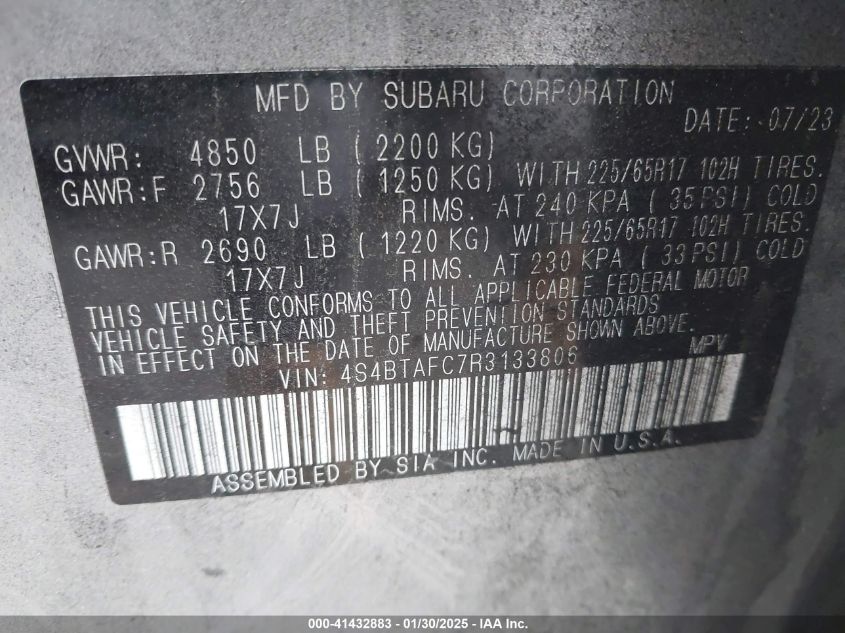 MFD BY SUBARU CORPORATION
DATE: 07/23
GVWR: 4850 LB ( 2200 KG)
GAWR:F 2756 LB ( 1250 KG) WITH 225/65R17 102H TIRES.
17X7J RIMS. AT 240 KPA ( 35 PSI) COLD
GAWR:R 2690 LB ( 1220 KG) WITH 225/65R17 102H TIRES.
17X7J RIMS. AT 230 KPA ( 33 PSI) COLD
THIS VEHICLE CONFORMS TO ALL APPLICABLE FEDERAL MOTOR
VEHICLE SAFETY AND THEFT PREVENTION STANDARDS
IN EFFECT ON THE DATE OF MANUFACTURE SHOWN ABOVE.
VIN: 4S4BTAFC7R3133806 MPV
ASSEMBLED BY SIA INC. MADE IN U.S.A.
000-41432883 - 01/30/2025 - IAA Inc.